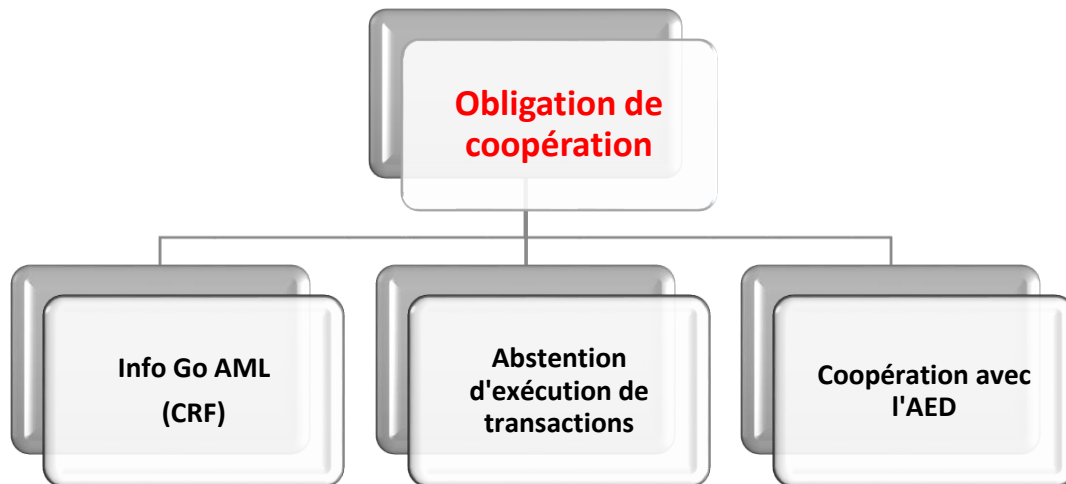 Obligation de
coopération
Info Go AML
(CRF)
Abstention
d'exécution de
transactions
Coopération avec
l'AED